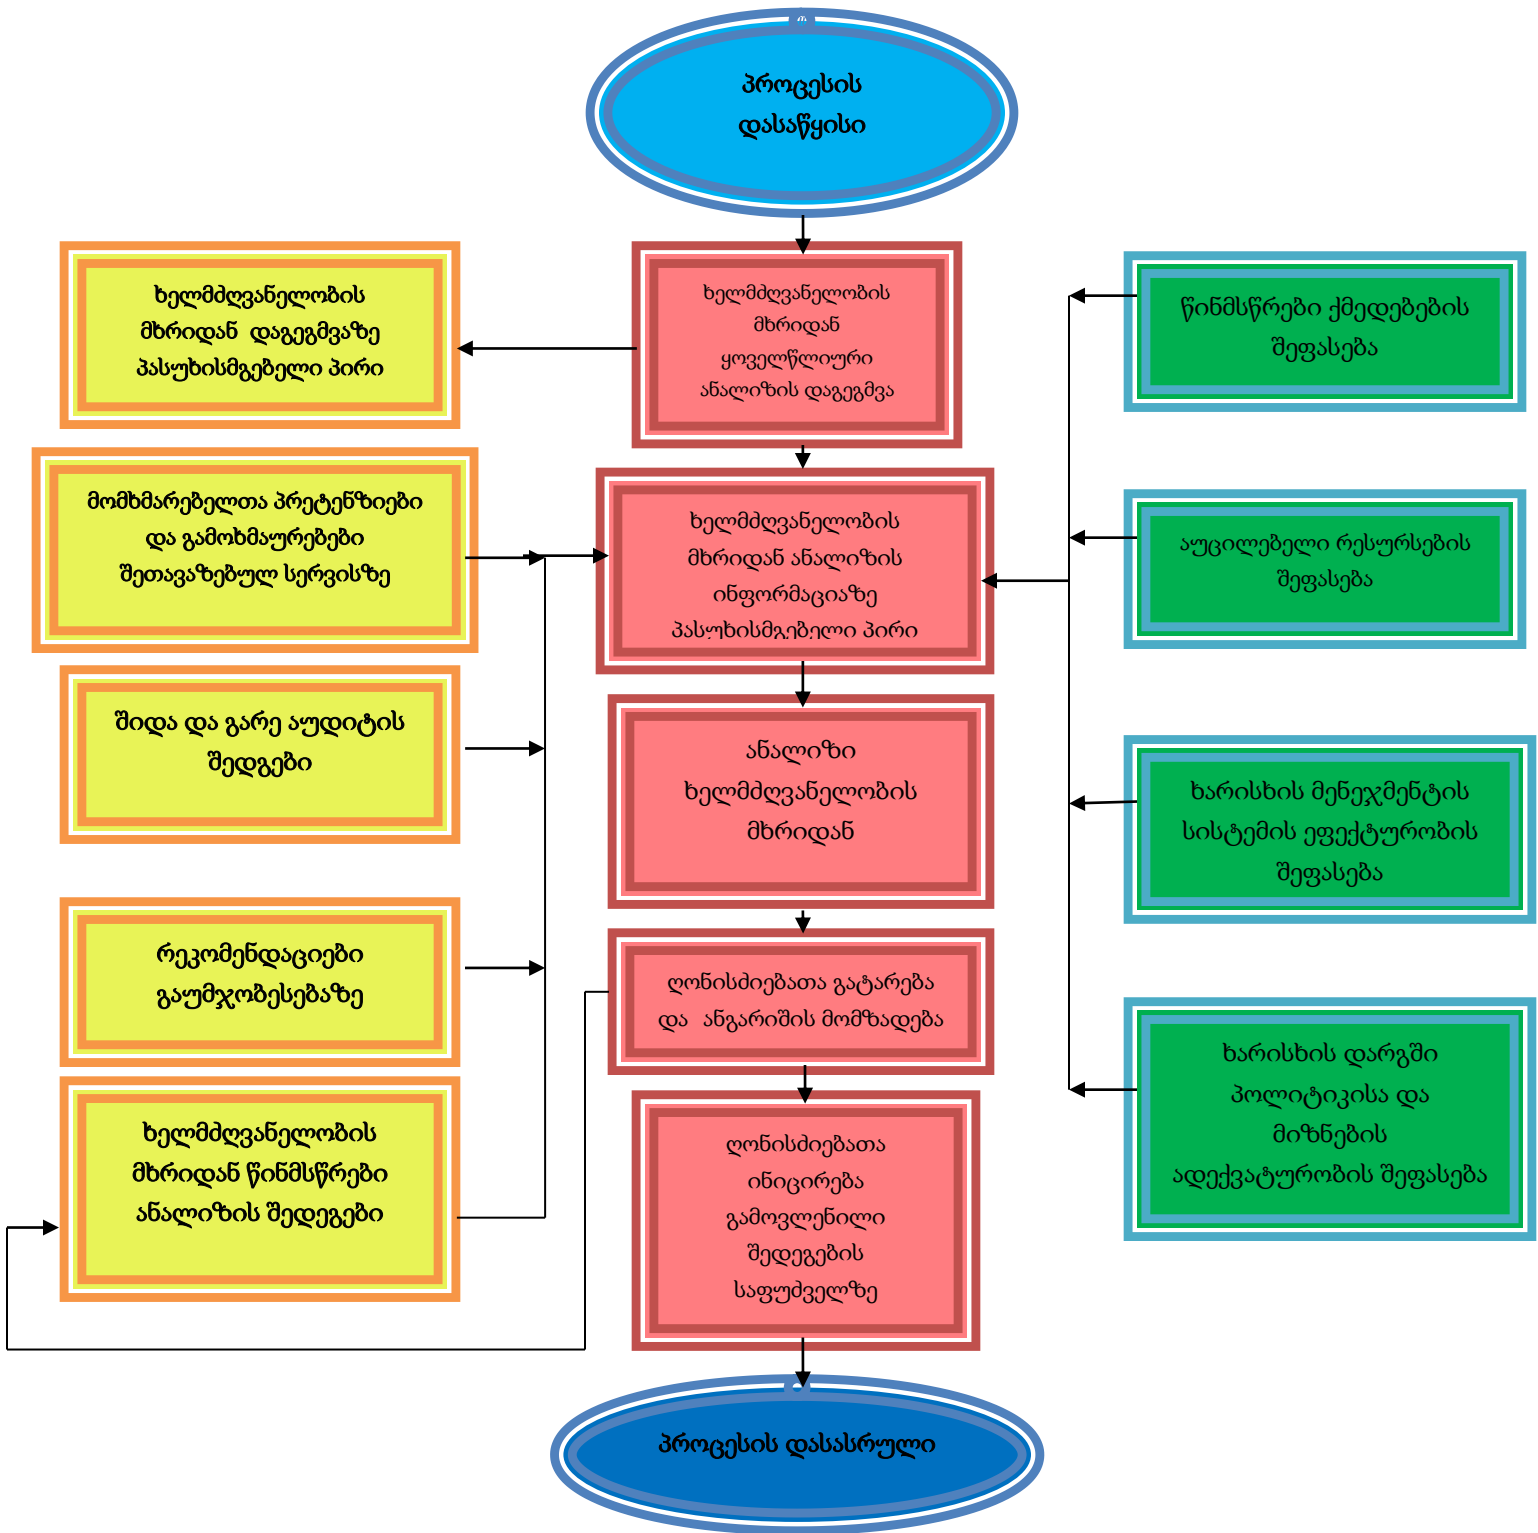 პროცესის
დასაწყისი
ხელმძღვანელობის
მხრიდან დაგეგმვაზე
პასუხისმგებელი პირი
ხელმძღვანელობის
მხრიდან
ყოველწლიური
ანალიზის დაგეგმვა
წინმსწრები ქმედებების
შეფასება
მომხმარებელთა პრეტენზიები
და გამოხმაურებები
შეთავაზებულ სერვისზე
ხელმძღვანელობის
მხრიდან ანალიზის
ინფორმაციაზე
პასუხისმგებელი პირი
აუცილებელი რესურსების
შეფასება
შიდა და გარე აუდიტის
შედგები
ანალიზი
ხელმძღვანელობის
მხრიდან
ხარისხის მენეჯმენტის
სისტემის ეფექტურობის
შეფასება
რეკომენდაციები
გაუმჯობესებაზე
ღონისძიებათა გატარება
და ანგარიშის მომზადება
ხარისხის დარგში
პოლიტიკისა და
მიზნების
ადექვატურობის შეფასება
ხელმძღვანელობის
მხრიდან წინმსწრები
ანალიზის შედეგები
ღონისძიებათა
ინიცირება
გამოვლენილი
შედეგების
საფუძველზე
პროცესის დასასრული